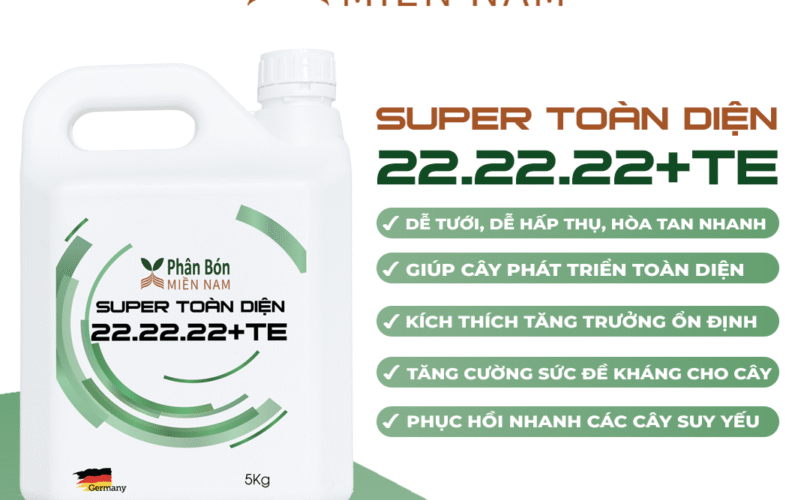 MIỀN NAM
SUPER TOÀN DIỆN
22.22.22+TE
DỄ TƯỚI, DỄ HẤP THỤ, HÒA TAN NHANH
GIÚP CÂY PHÁT TRIỂN TOÀN DIỆN
KÍCH THÍCH TĂNG TRƯỞNG ỔN ĐỊNH
TĂNG CƯỜNG SỨC ĐỀ KHÁNG CHO CÂY
PHỤC HỒI NHANH CÁC CÂY SUY YẾU
Phân Bón
MIỀN NAM
SUPER TOÀN DIỆN
22.22.22+TE
Germany
5Kg